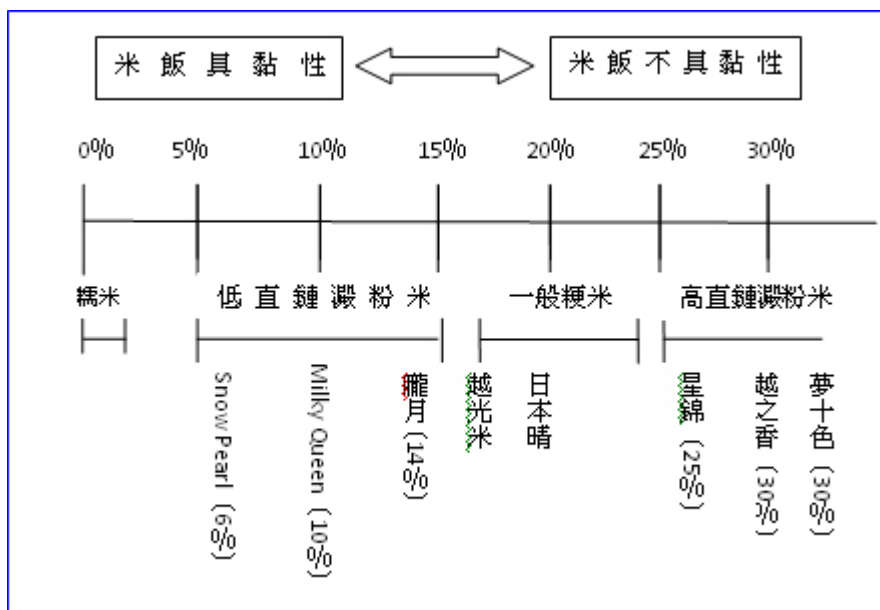 米飯具黏性
米飯不具黏性
0%
5%
10%
15%
20%
25%
30%
糯米
低直鏈澱粉米
一般粳米
高直鏈澱粉米
Snow Pearl (6%)
Milky Queen (10%)
朧月 (14%)
越光米
日本晴
星錦 (25%)
越之香 (30%)
夢十色 (30%)